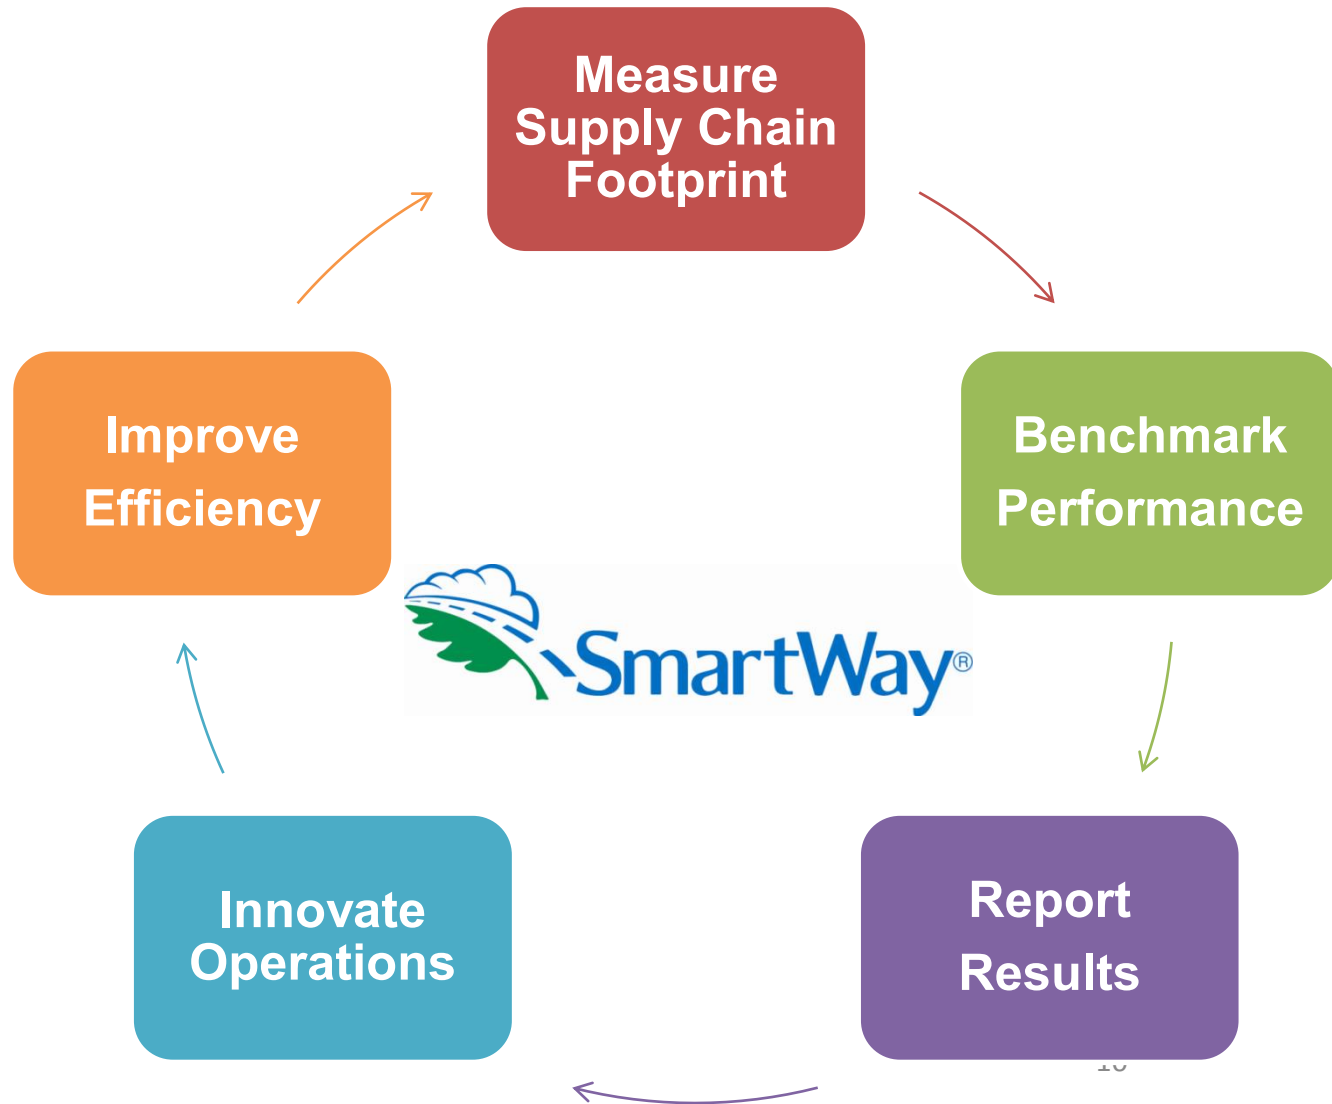 Measure
Supply Chain
Footprint
Improve
Efficiency
Benchmark
Performance
SmartWay®
Innovate
Operations
Report
Results